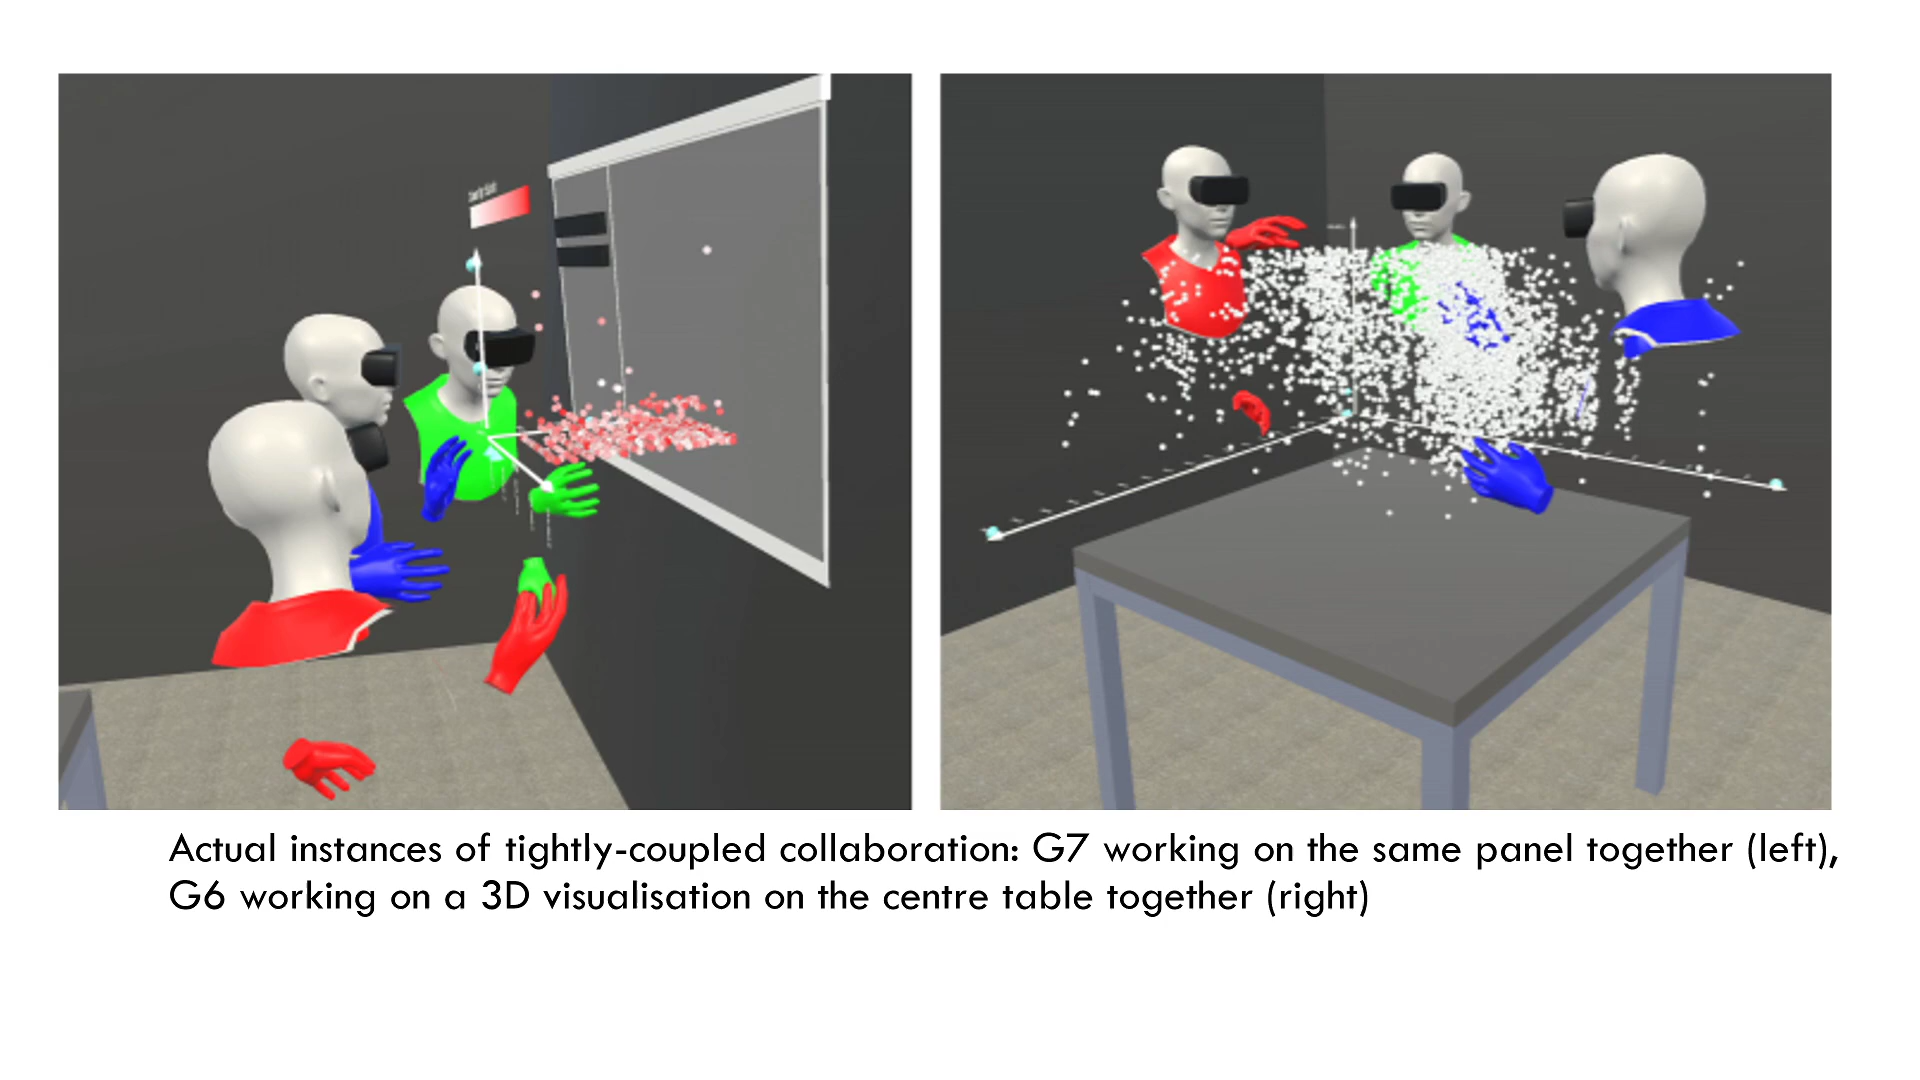 Actual instances of tightly-coupled collaboration: G7 working on the same panel together (left),
G6 working on a 3D visualisation on the centre table together (right)